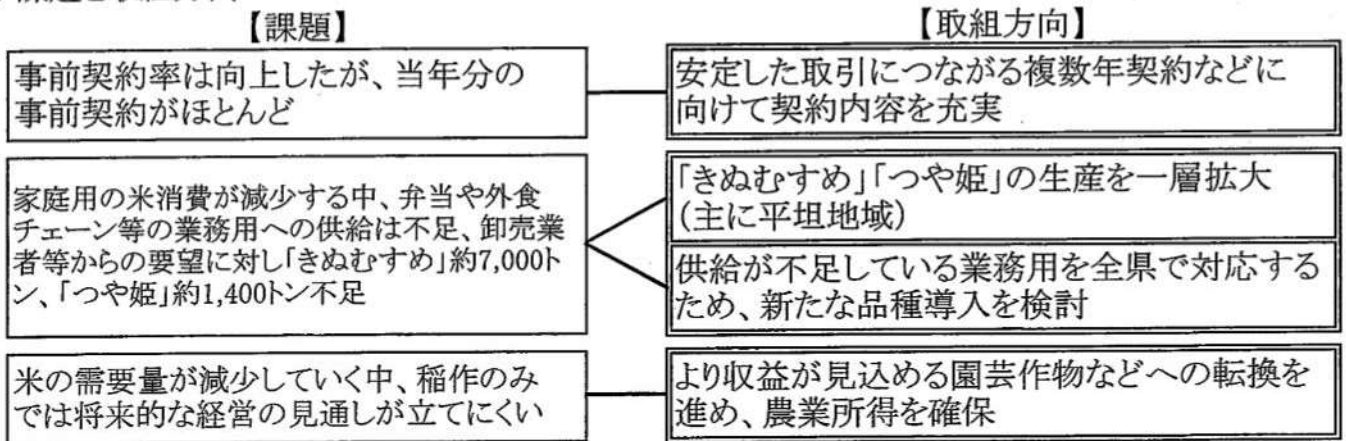 【課題】
【取組方向】
事前契約率は向上したが、当年分の
事前契約がほとんど
安定した取引につながる複数年契約などに
向けて契約内容を充実
家庭用の米消費が減少する中、弁当や外食
チェーン等の業務用への供給は不足、卸売業
者等からの要望に対し「きぬむすめ」約7,000ト
ン、「つや姫」約1,400トン不足
「きぬむすめ」「つや姫」の生産を一層拡大
（主に平坦地域）
供給が不足している業務用を全県で対応する
ため、新たな品種導入を検討
米の需要量が減少していく中、稲作のみ
では将来的な経営の見通しが立てにくい
より収益が見込める園芸作物などへの転換を
進め、農業所得を確保